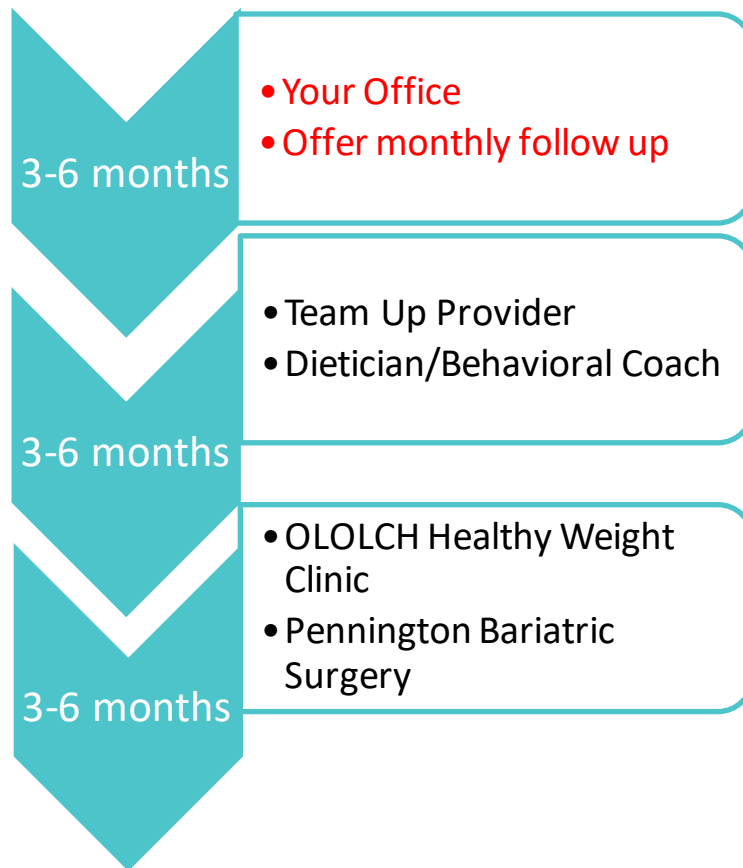 3-6 months
•Your Office
•Offer monthly follow up
3-6 months
•Team Up Provider
•Dietician/Behavioral Coach
3-6 months
•OLOLCH Healthy Weight
Clinic
•Pennington Bariatric
Surgery